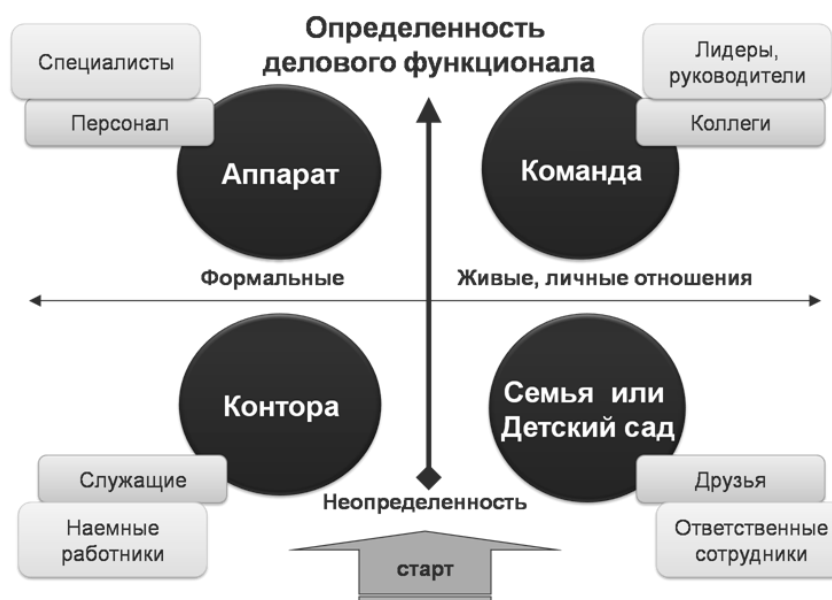 Определенность
делового функционала
Специалисты
Персонал
Лидеры,
руководители
Коллеги
Аппарат
Команда
Формальные
Живые, личные отношения
Контора
Семья или
Детский сад
Служащие
Наемные
работники
Неопределенность
Друзья
Ответственные
сотрудники
старт